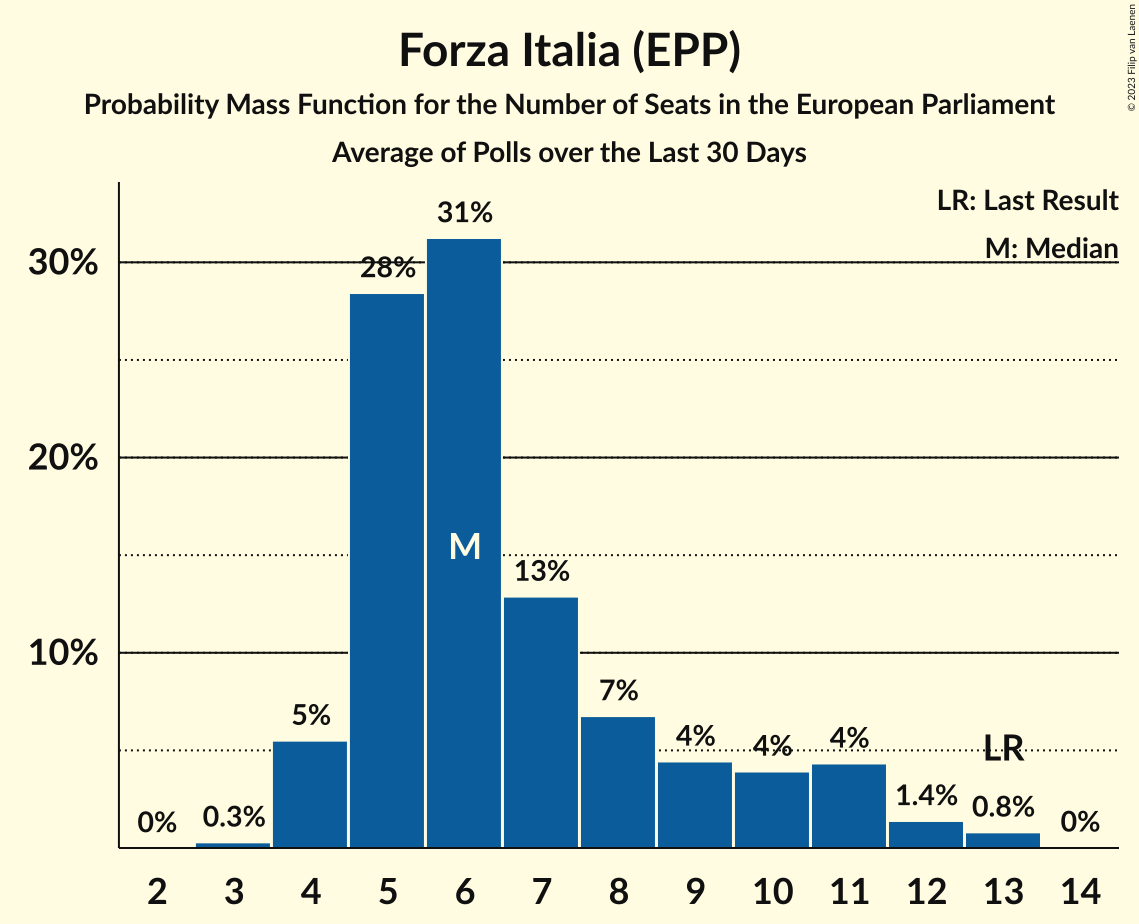 Forza Italia (EPP)
Probability Mass Function for the Number of Seats in the European Parliament
Average of Polls over the Last 30 Days
© 2023 Filip van Laenen
LR: Last Result
M: Median
31%
30%
28%
20%
M
13%
10%
7%
5%
4%
4%
4%
LR
1.4%
0.8%
0%
0.3%
0%
2 3 4 5 6 7 8 9 10 11 12 13 14